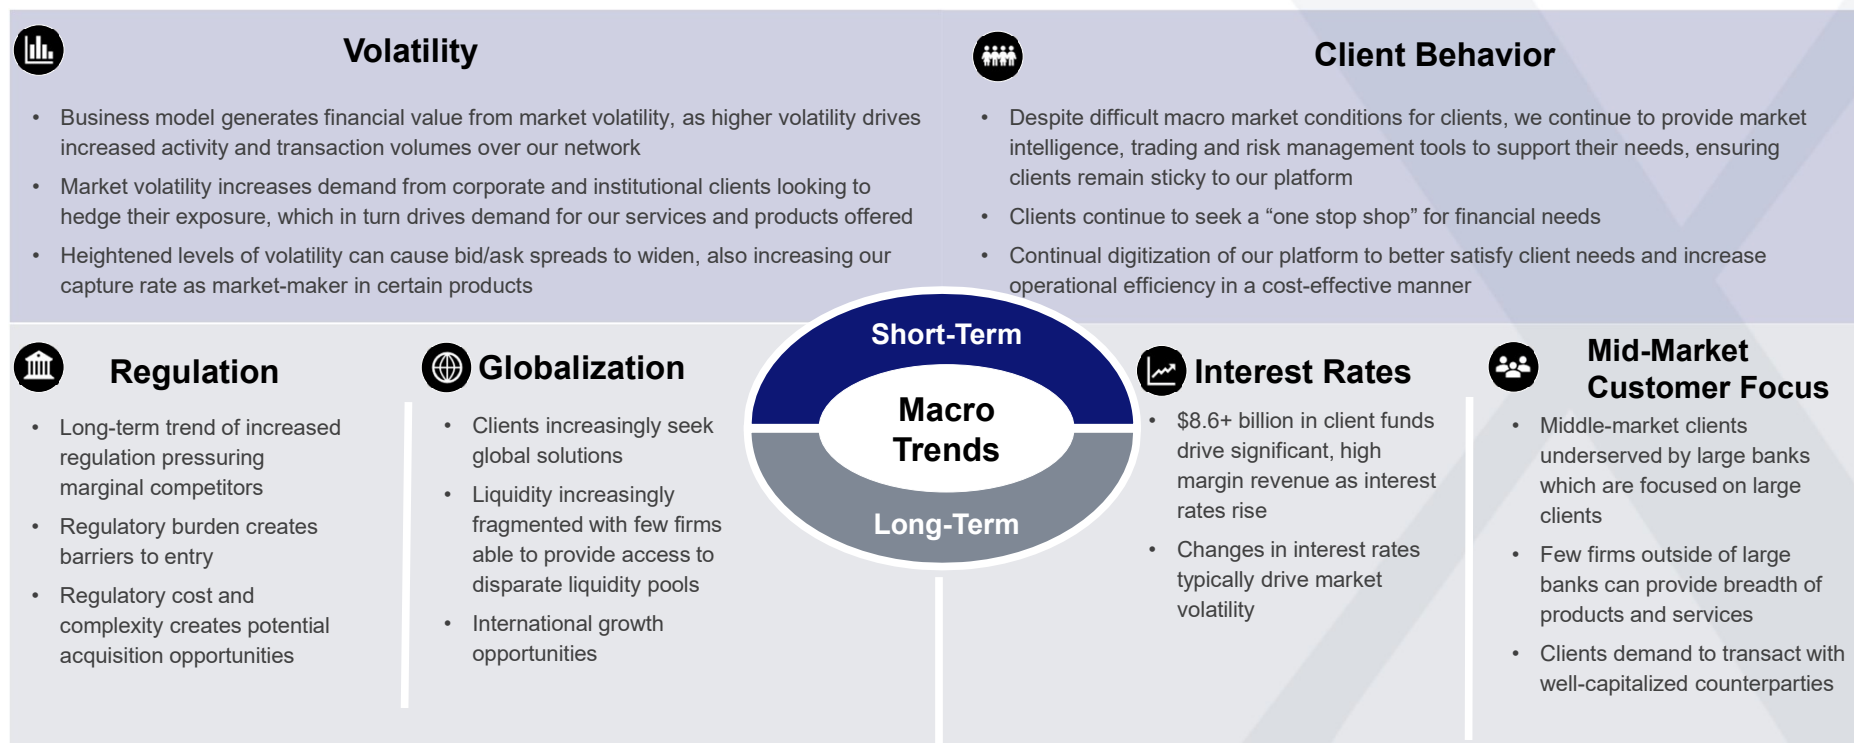 Volatility
• Business model generates financial value from market volatility, as higher volatility drives
increased activity and transaction volumes over our network
• Market volatility increases demand from corporate and institutional clients looking to
hedge their exposure, which in turn drives demand for our services and products offered
• Heightened levels of volatility can cause bid/ask spreads to widen, also increasing our
capture rate as market-maker in certain products
Client Behavior
• Despite difficult macro market conditions for clients, we continue to provide market
intelligence, trading and risk management tools to support their needs, ensuring
clients remain sticky to our platform
• Clients continue to seek a “one stop shop” for financial needs
• Continual digitization of our platform to better satisfy client needs and increase
operational efficiency in a cost-effective manner
Short-Term
Macro
Trends
Long-Term
Regulation
• Long-term trend of increased
regulation pressuring
marginal competitors
• Regulatory burden creates
barriers to entry
• Regulatory cost and
complexity creates potential
acquisition opportunities
Globalization
• Clients increasingly seek
global solutions
• Liquidity increasingly
fragmented with few firms
able to provide access to
disparate liquidity pools
• International growth
opportunities
Interest Rates
• $8.6+ billion in client funds
drive significant, high
margin revenue as interest
rates rise
• Changes in interest rates
typically drive market
volatility
Mid-Market
Customer Focus
• Middle-market clients
underserved by large banks
which are focused on large
clients
• Few firms outside of large
banks can provide breadth of
products and services
• Clients demand to transact with
well-capitalized counterparties